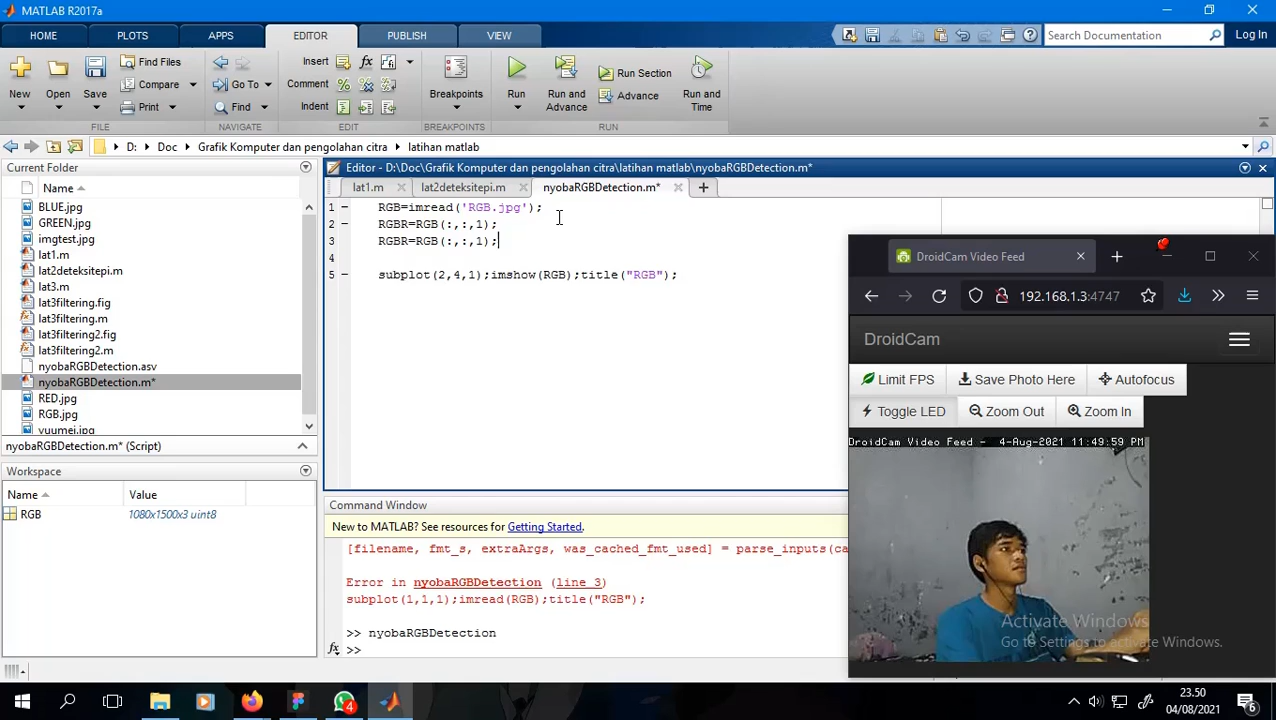 MATLAB R2017a
HOME PLOTS APPS EDITOR PUBLISH VIEW
Search Documentation Log In
New Open Save Find Files Compare Print
Go To Find
Insert Comment Indent
Breakpoints Run Run and Advance Run Section Advance Run and Time
FILE NAVIGATE EDIT BREAKPOINTS RUN
D: Doc Grafik Komputer dan pengolahan citra latihan matlab
Current Folder
Name
BLUE.jpg
GREEN.jpg
imgtest.jpg
lat1.m
lat2deteksitepi.m
lat3.m
lat3filtering.fig
lat3filtering.m
lat3filtering2.fig
lat3filtering2.m
nyobaRGBDetection.asv
nyobaRGBDetection.m*
RED.jpg
RGB.jpg
yuumei.jpg
nyobaRGBDetection.m* (Script)
Workspace
Name Value
RGB 1080x1500x3 uint8
Editor - D:\Doc\Grafik Komputer dan pengolahan citra\latihan matlab\nyobaRGBDetection.m*
lat1.m lat2deteksitepi.m nyobaRGBDetection.m*
1 RGB=imread('RGB.jpg');
2 RGBR=RGB(:,:,1);
3 RGBR=RGB(:,:,1);
4
5 subplot(2,4,1);imshow(RGB);title("RGB");
Command Window
New to MATLAB? See resources for Getting Started.
[filename, fmt_s, extraArgs, was_cached_fmt_used] = parse_inputs(
Error in nyobaRGBDetection (line 3)
subplot(1,1,1);imread(RGB);title("RGB");
>> nyobaRGBDetection
>>
DroidCam Video Feed
192.168.1.3:4747
DroidCam
Limit FPS Save Photo Here Autofocus
Toggle LED Zoom Out Zoom In
DroidCam Video Feed - 4-Aug-2021 11:49:59 PM
Activate Windows
Go to Settings to activate Windows.
23.50
04/08/2021
6